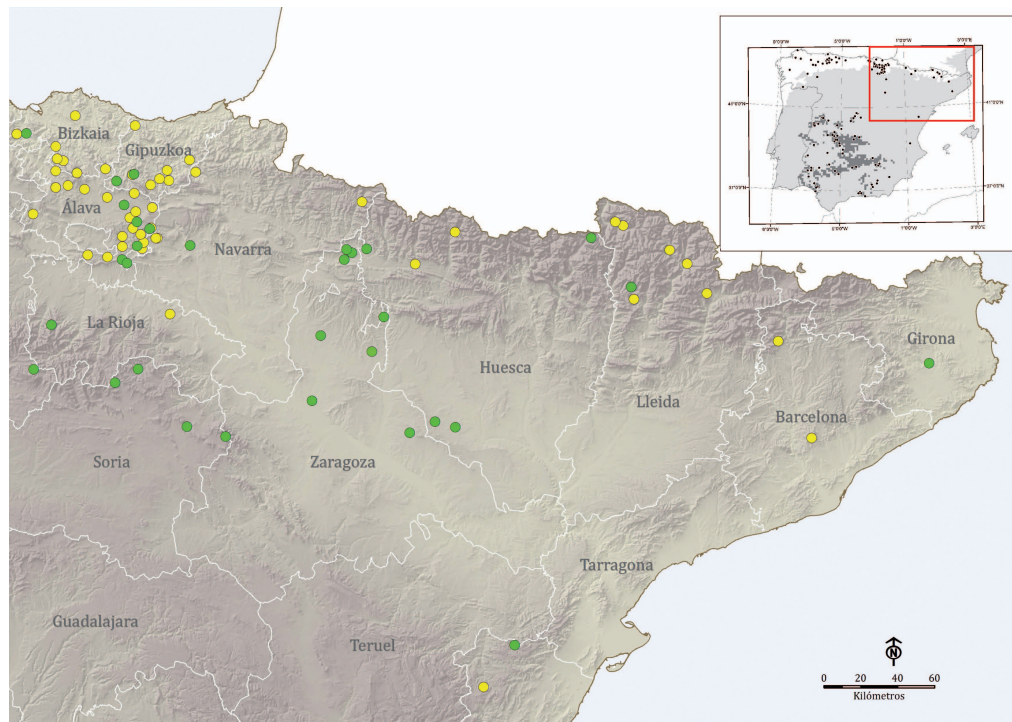 Bizkaia
Gipuzkoa
Álava
Navarra
La Rioja
Huesca
Lleida
Girona
Barcelona
Soria
Zaragoza
Tarragona
Guadalajara
Teruel
N
0 10 20 40 60
Kilómetros